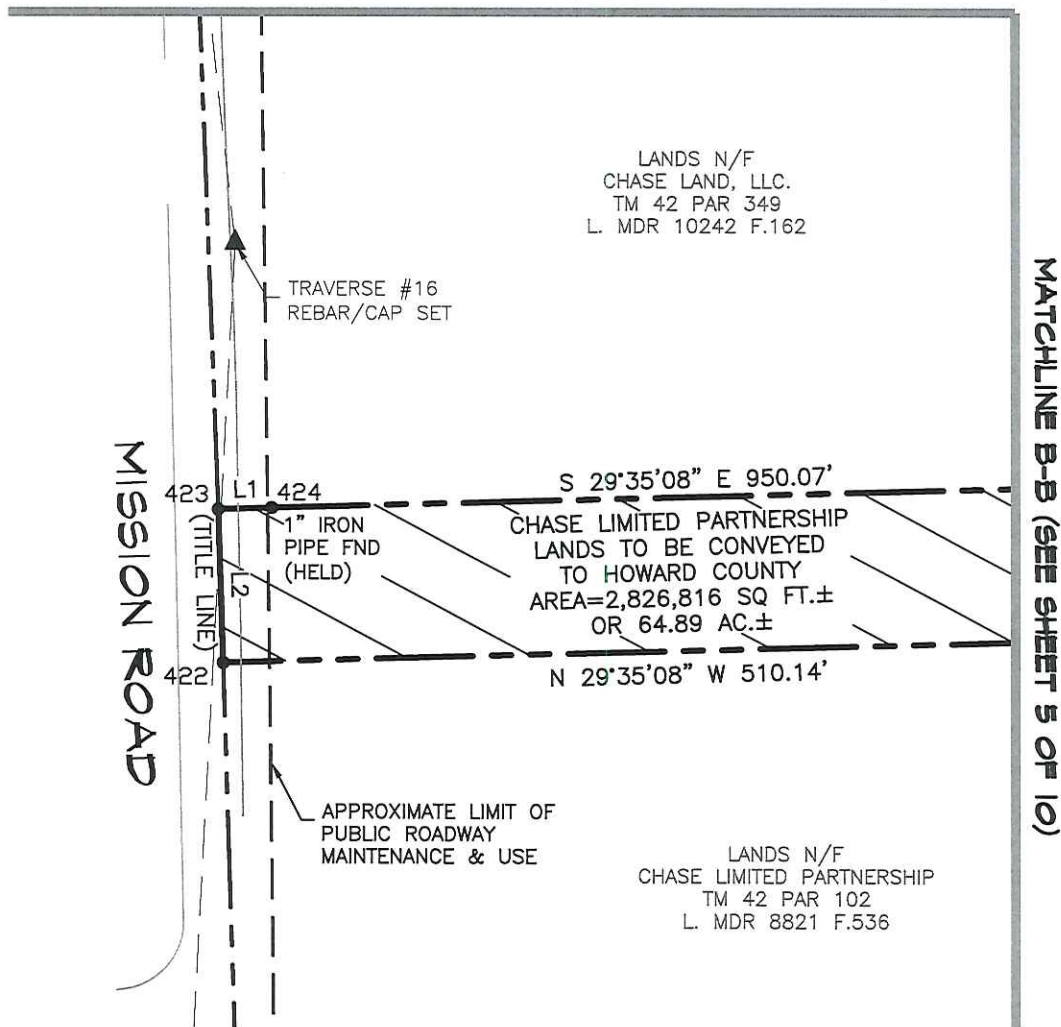 LANDS N/F
CHASE LAND, LLC.
TM 42 PAR 349
L. MDR 10242 F.162
TRAVERSE #16
REBAR/CAP SET
MATCHLINE B-B (SEE SHEET 5 OF 10)
MISSION ROAD
423
L1
424
S 29°35'08" E 950.07'
(TITLE LINE)
L2
1" IRON
PIPE FND
(HELD)
CHASE LIMITED PARTNERSHIP
LANDS TO BE CONVEYED
TO HOWARD COUNTY
AREA=2,826,816 SQ FT.±
OR 64.89 AC.±
422
N 29°35'08" W 510.14'
APPROXIMATE LIMIT OF
PUBLIC ROADWAY
MAINTENANCE & USE
LANDS N/F
CHASE LIMITED PARTNERSHIP
TM 42 PAR 102
L. MDR 8821 F.536